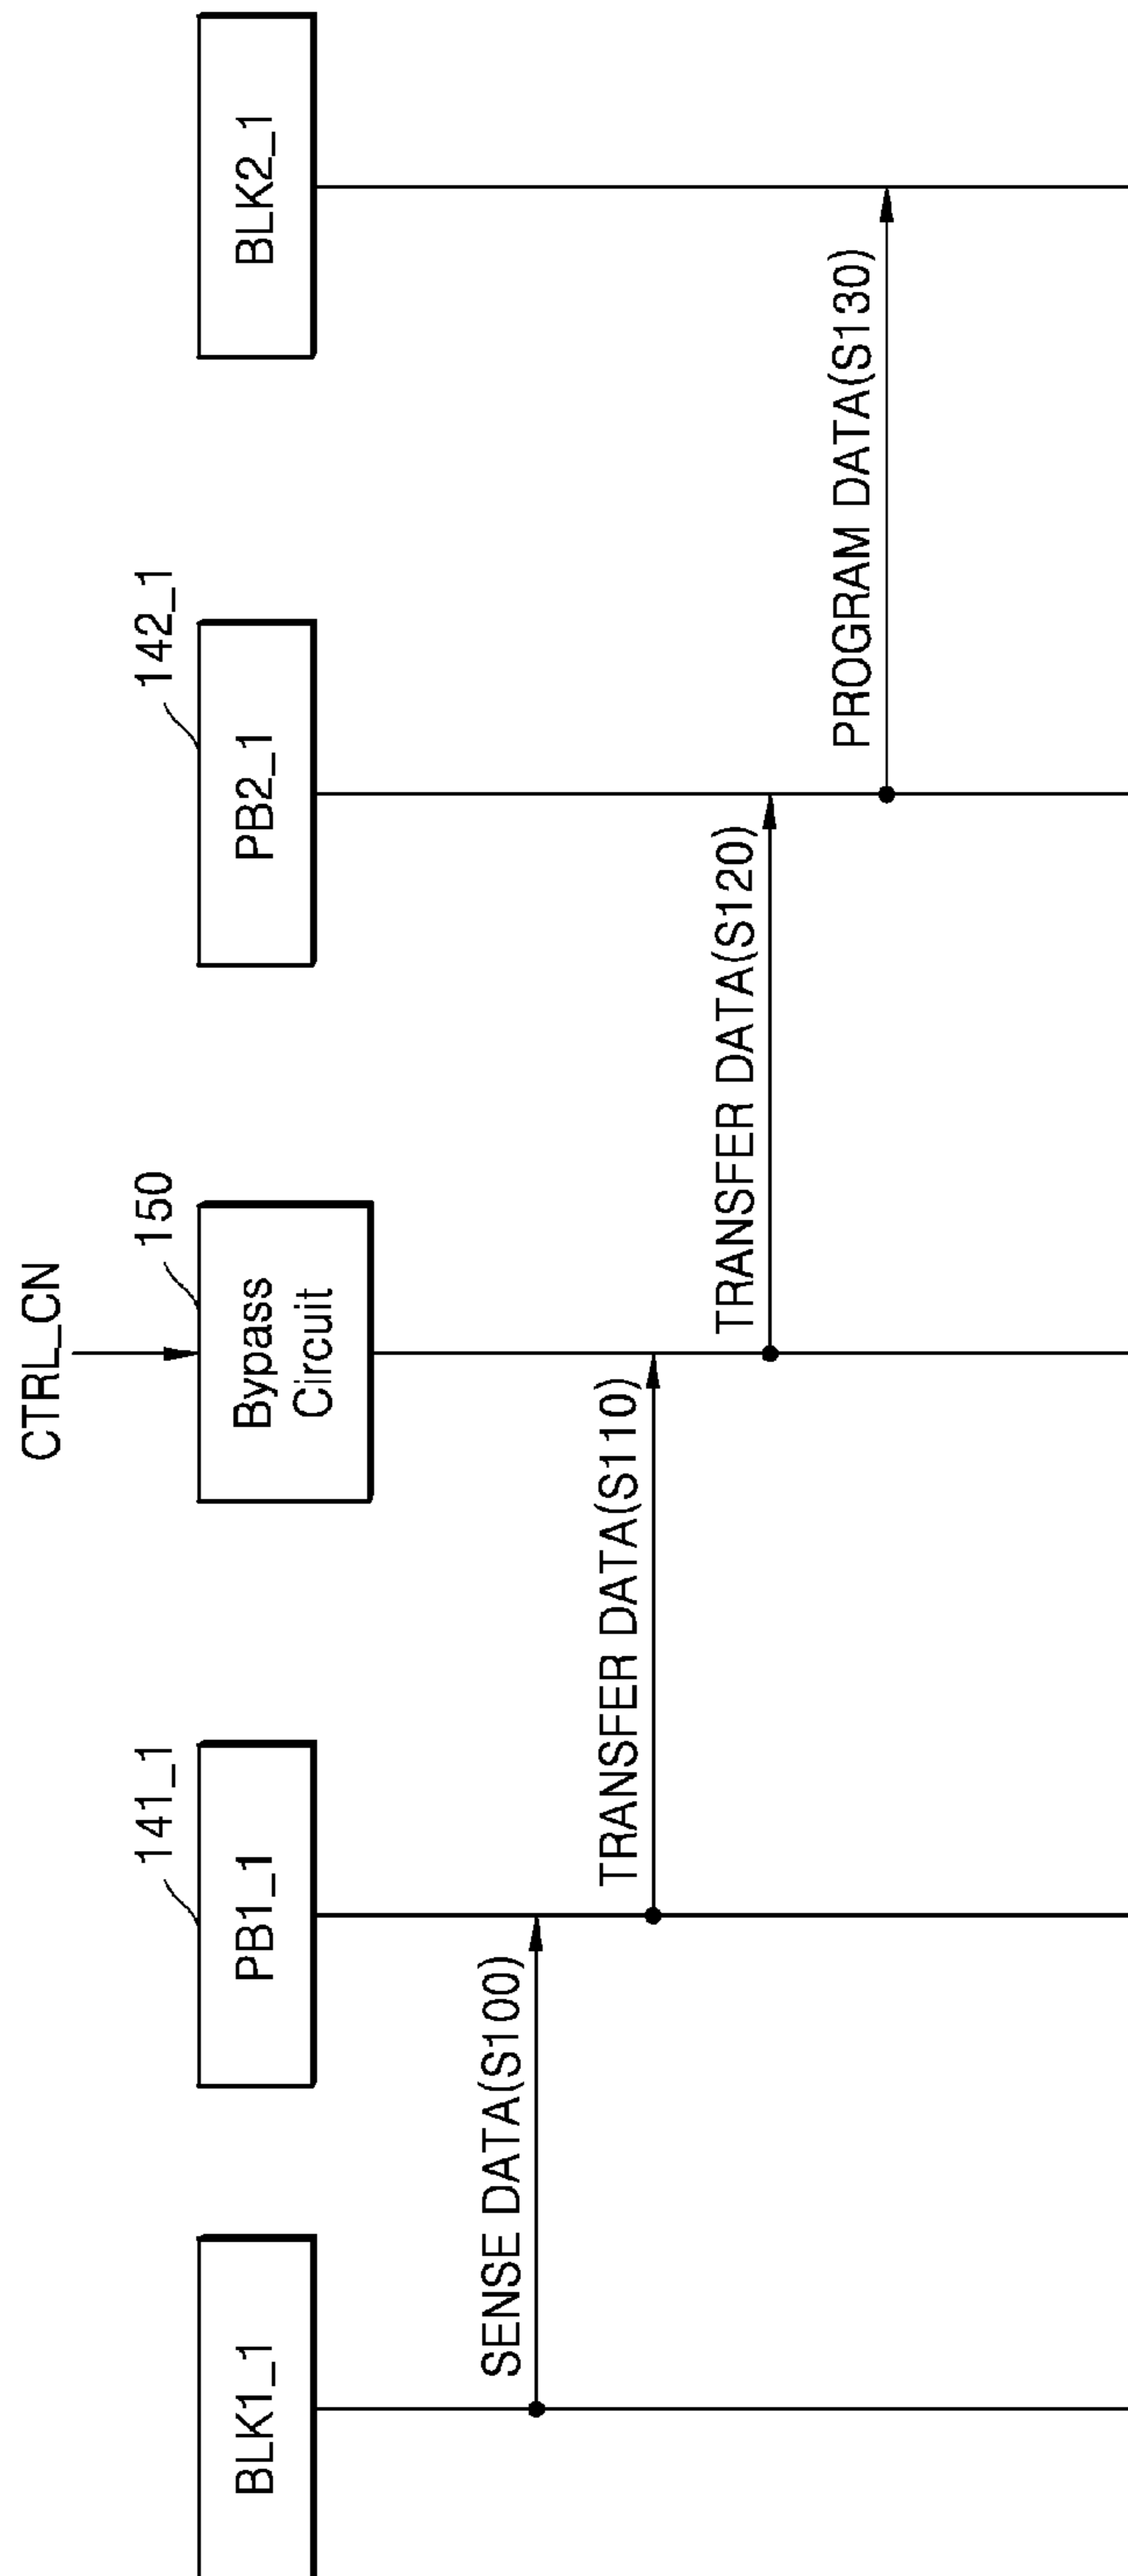 CTRL_CN
141_1
150
142_1
BLK1_1
PB1_1
Bypass
Circuit
PB2_1
BLK2_1
SENSE DATA(S100)
TRANSFER DATA(S110)
TRANSFER DATA(S120)
PROGRAM DATA(S130)